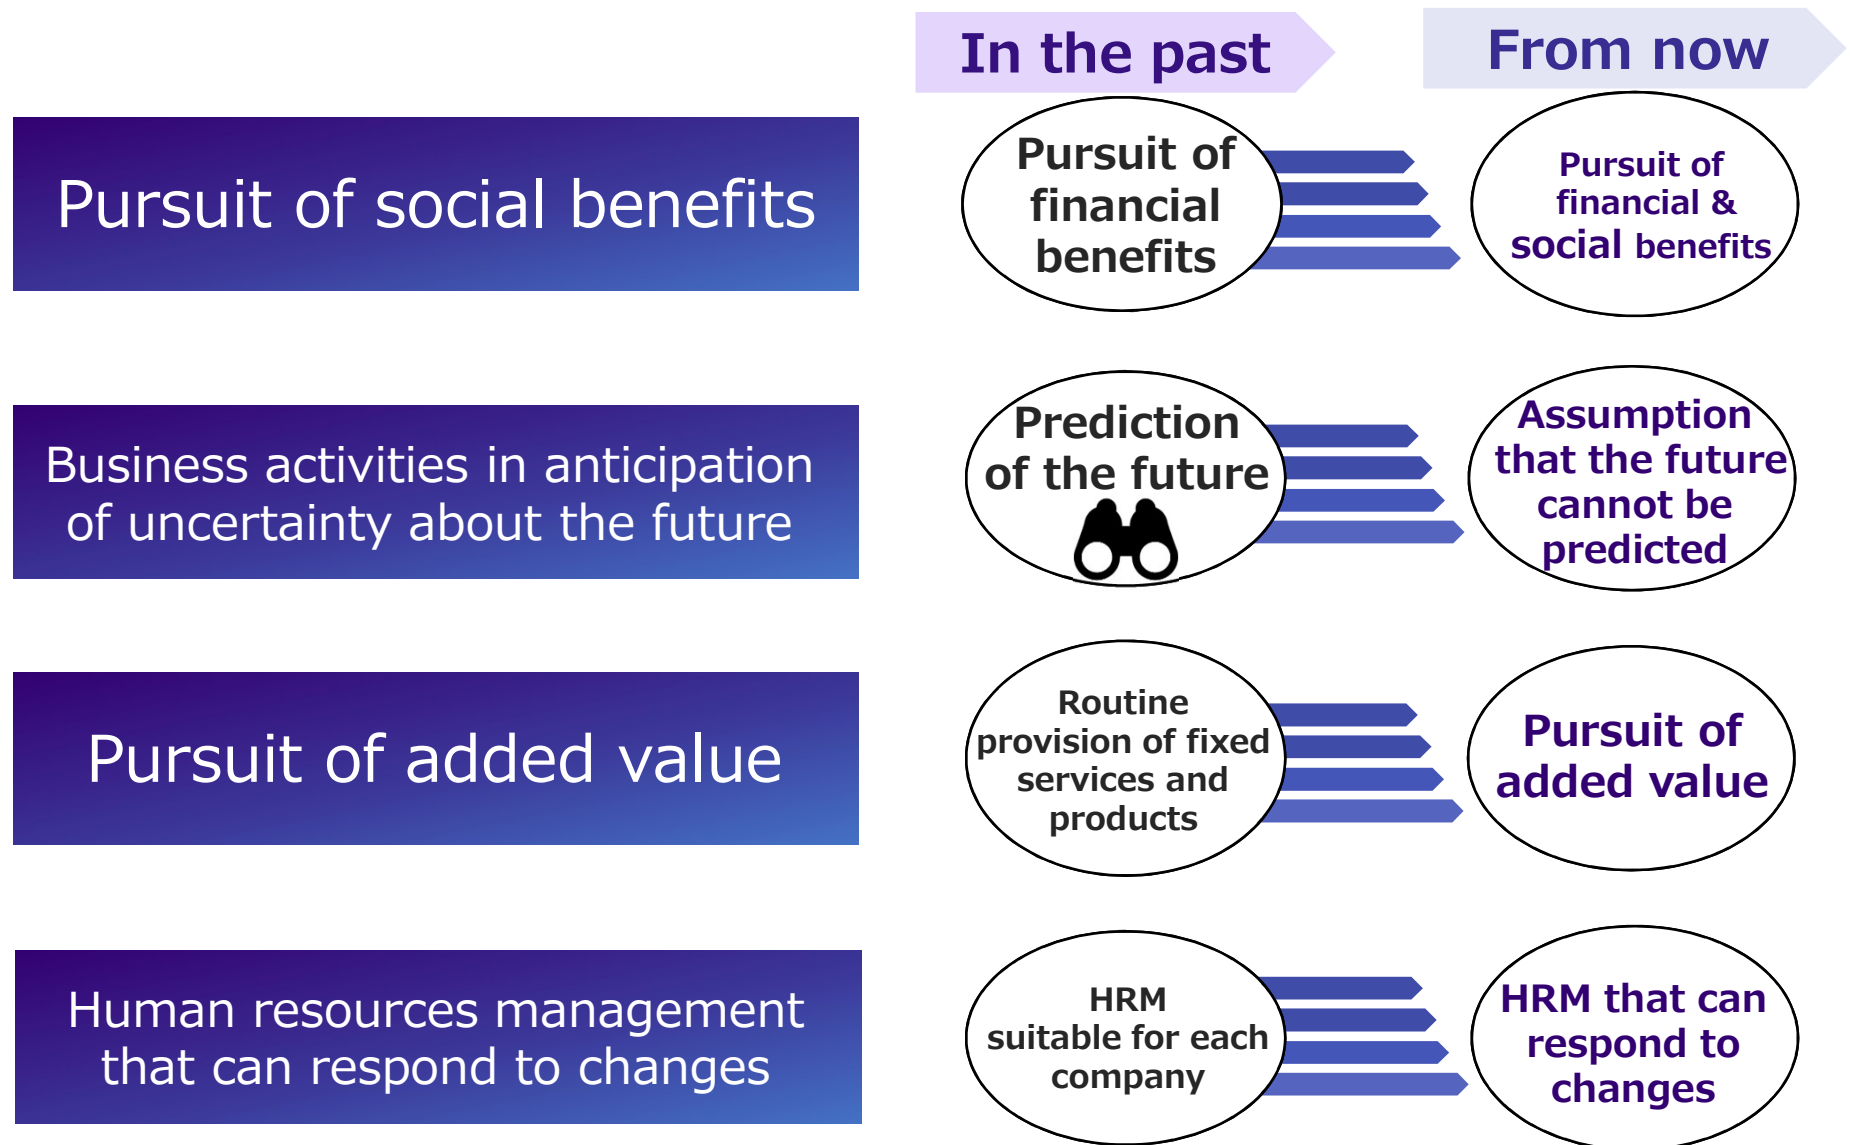 In the past
From now
Pursuit of social benefits
Pursuit of
financial
benefits
Pursuit of
financial &
social benefits
Business activities in anticipation
of uncertainty about the future
Prediction
of the future
Assumption
that the future
cannot be
predicted
Pursuit of added value
Routine
provision of fixed
services and
products
Pursuit of
added value
Human resources management
that can respond to changes
HRM
suitable for each
company
HRM that can
respond to
changes